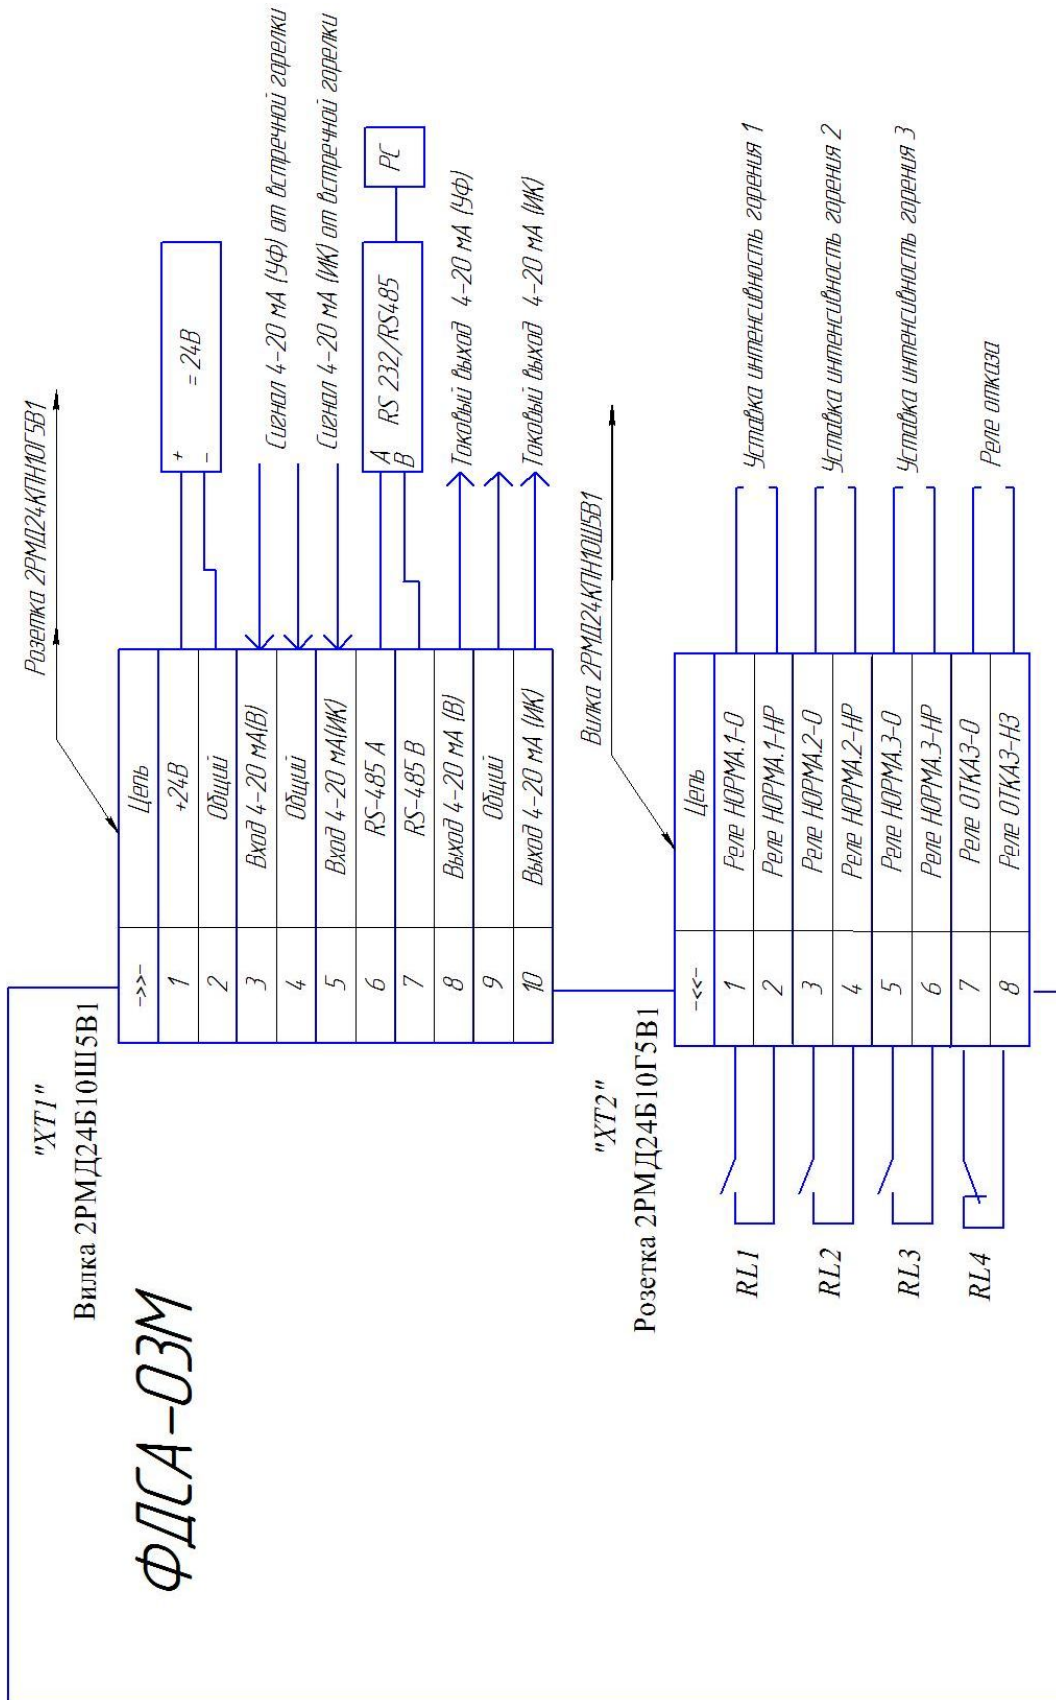 ФДСА-03М
"XT1"
Вилка 2РМД24Б10Ш5В1
Розетка 2РМД24КПН10Г5В1
->>- Цепь
1 +24В
2 Общий
3 Вход 4-20 мА(В)
4 Общий
5 Вход 4-20 мА(ИК)
6 RS-485 A
7 RS-485 B
8 Выход 4-20 мА (В)
9 Общий
10 Выход 4-20 мА (ИК)
+
-
= 24В
Сигнал 4-20 мА (УФ) от встречной горелки
Сигнал 4-20 мА (ИК) от встречной горелки
A
B
RS 232/RS485
PC
Токовый выход 4-20 мА (УФ)
Токовый выход 4-20 мА (ИК)
"XT2"
Розетка 2РМД24Б10Г5В1
Вилка 2РМД24КПН10Ш5В1
-<<- Цепь
1 Реле НОРМА.1-0
2 Реле НОРМА.1-НР
3 Реле НОРМА.2-0
4 Реле НОРМА.2-НР
5 Реле НОРМА.3-0
6 Реле НОРМА.3-НР
7 Реле ОТКАЗ-0
8 Реле ОТКАЗ-НЗ
RL1
RL2
RL3
RL4
Уставка интенсивность горения 1
Уставка интенсивность горения 2
Уставка интенсивность горения 3
Реле отказа